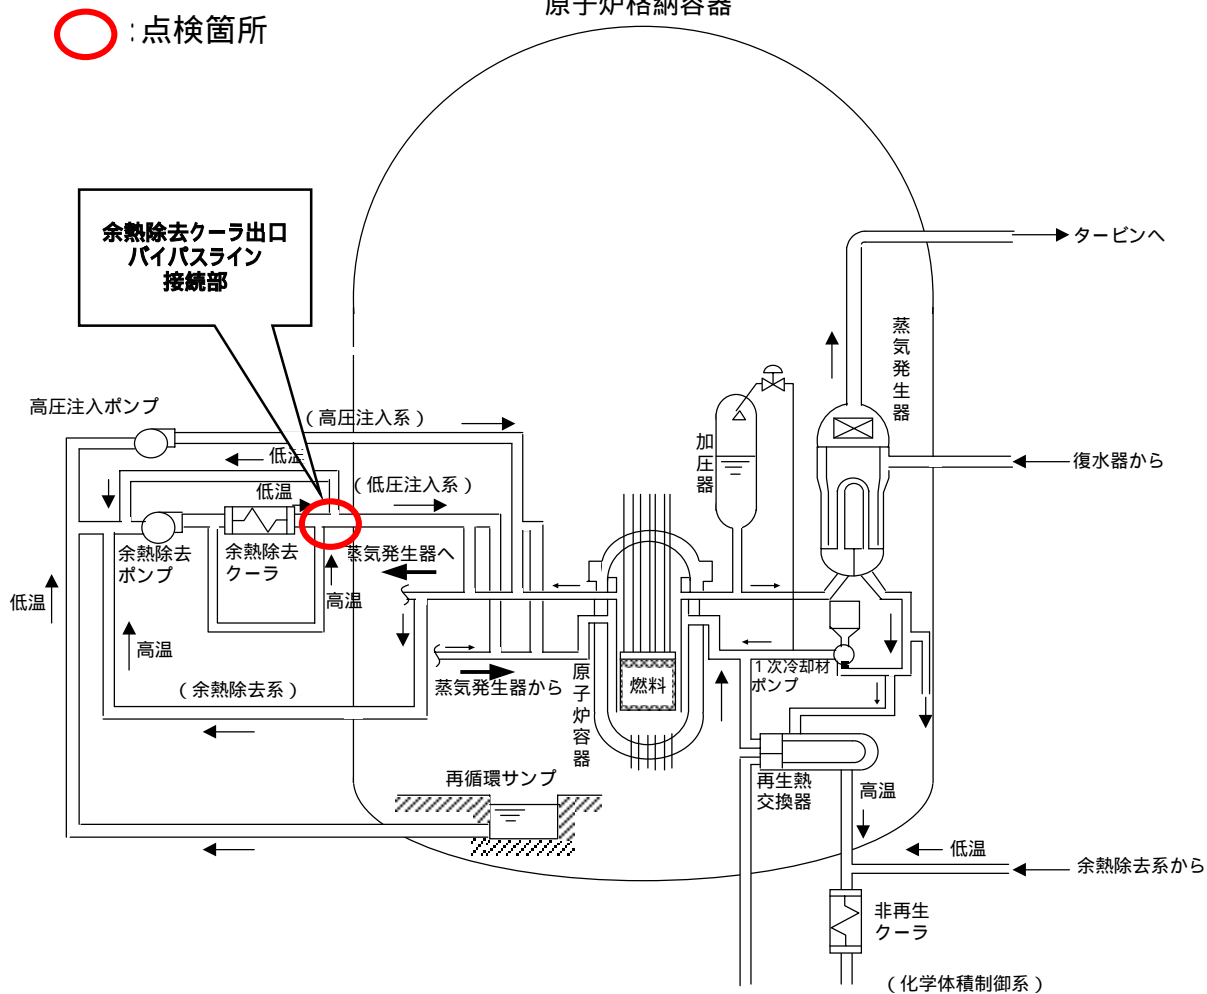 原子炉格納容器
：点検箇所
余熱除去クーラ出口
バイパスライン
接続部
タービンへ
蒸気発生器
高圧注入ポンプ
（高圧注入系）
加圧器
復水器から
低温
低温
（低圧注入系）
余熱除去
ポンプ
余熱除去
クーラ
蒸気発生器へ
低温
高温
高温
（余熱除去系）
蒸気発生器から
原子炉容器
燃料
１次冷却材
ポンプ
再循環サンプ
再生熱
交換器
高温
低温
余熱除去系から
非再生
クーラ
（化学体積制御系）